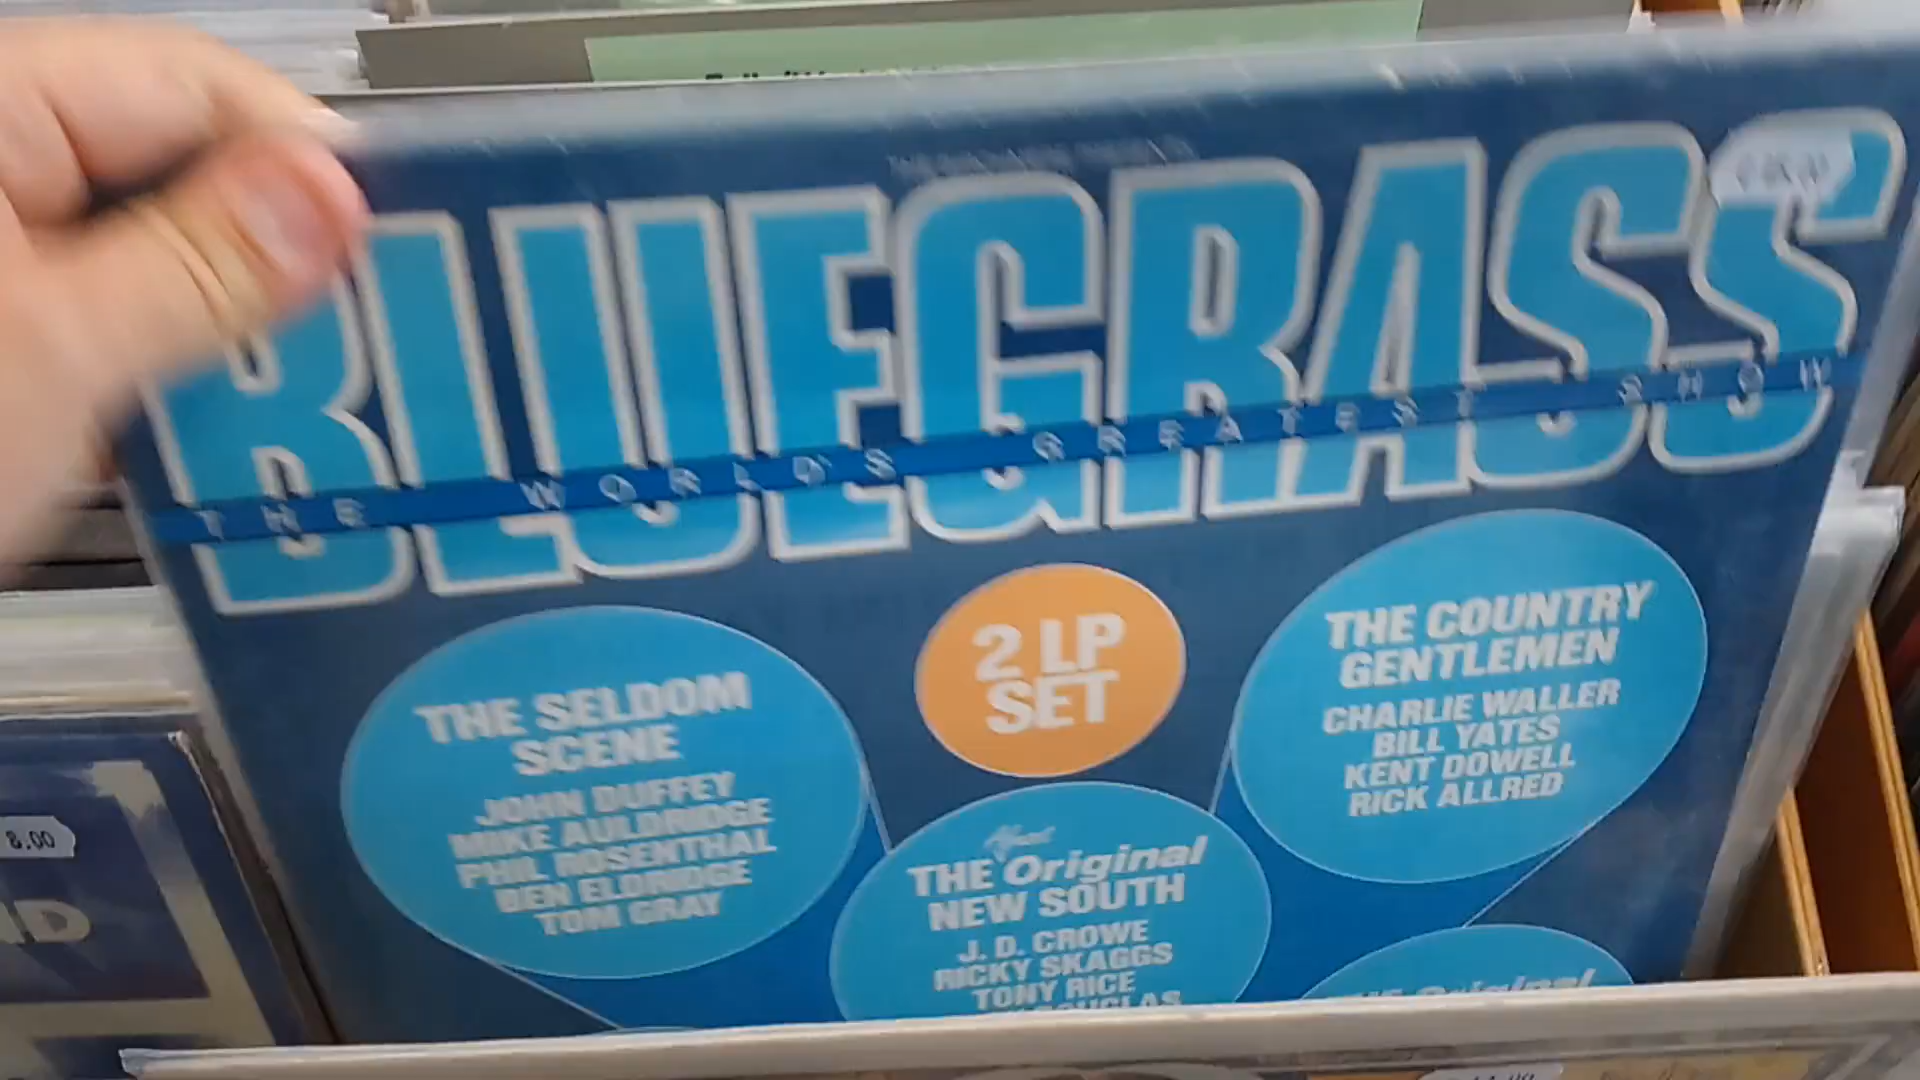 BLUEGRASS
THE WORLD'S GREATEST SHOW
2 LP
SET
THE SELDOM
SCENE
JOHN DUFFEY
MIKE AULDRIDGE
PHIL ROSENTHAL
BEN ELDRIDGE
TOM GRAY
THE COUNTRY
GENTLEMEN
CHARLIE WALLER
BILL YATES
KENT DOWELL
RICK ALLRED
THE Original
NEW SOUTH
J. D. CROWE
RICKY SKAGGS
TONY RICE
Original
8.00